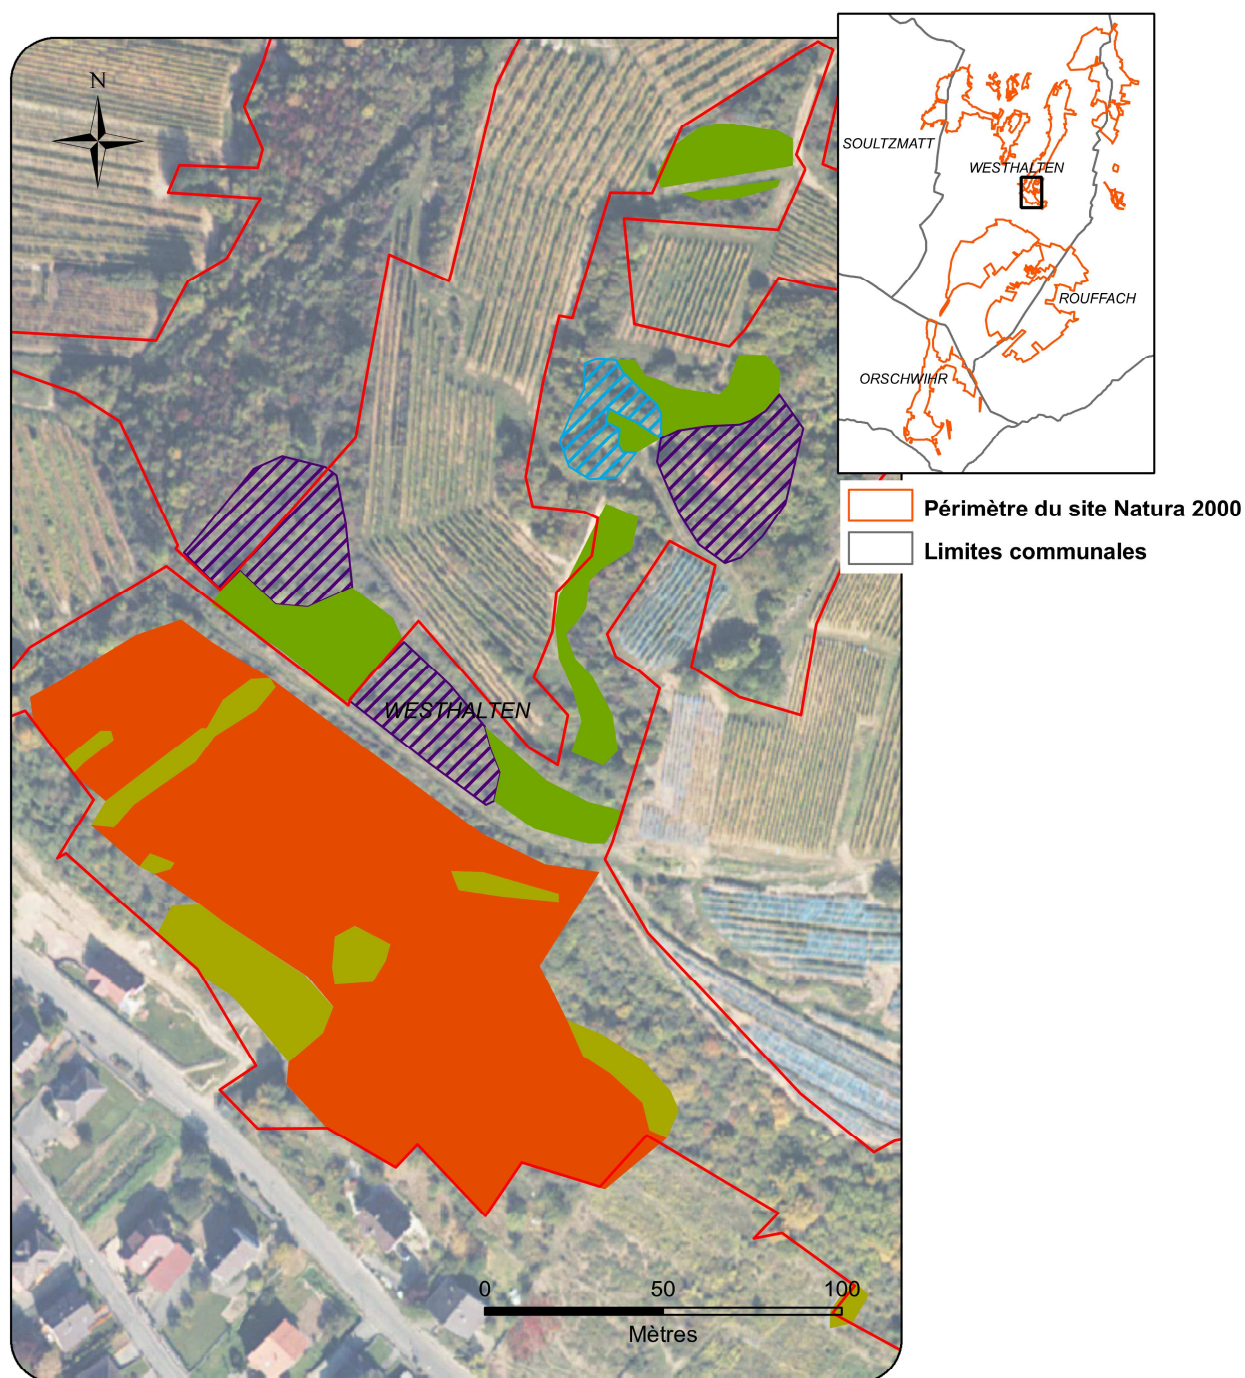 N
SOULTZMATT
WESTHALTEN
ROUFFACH
ORSCHWIHR
Périmètre du site Natura 2000
Limites communales
WESTHALTEN
0 50 100
Mètres